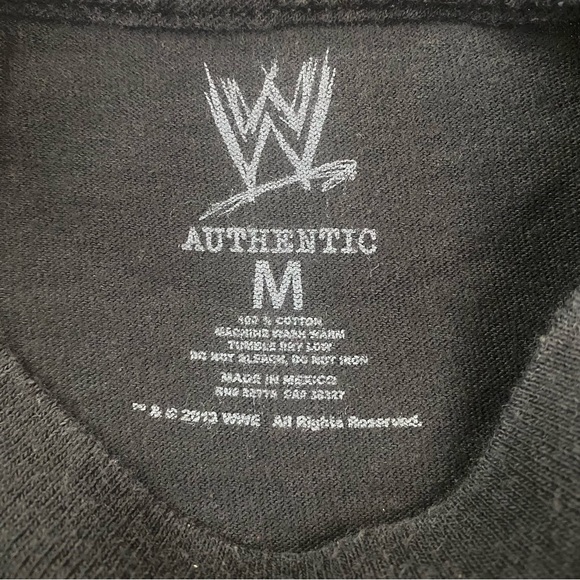 W
AUTHENTIC
M
100 % COTTON
MACHINE WASH WARM
TUMBLE DRY LOW
DO NOT BLEACH, DO NOT IRON
MADE IN MEXICO
™ & © 2013 WWE All Rights Reserved.